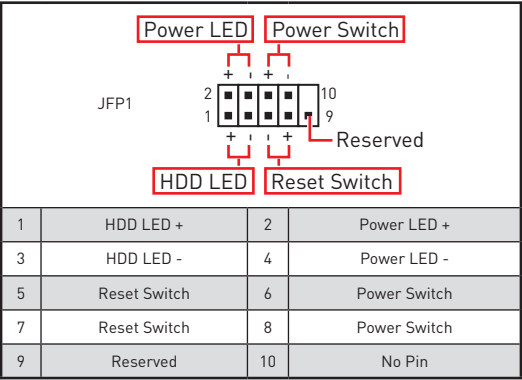 Power LED Power Switch
+ - + -
JFP1
2 10
1 9
+ - - +
Reserved
HDD LED Reset Switch
1 HDD LED + 2 Power LED +
3 HDD LED - 4 Power LED -
5 Reset Switch 6 Power Switch
7 Reset Switch 8 Power Switch
9 Reserved 10 No Pin